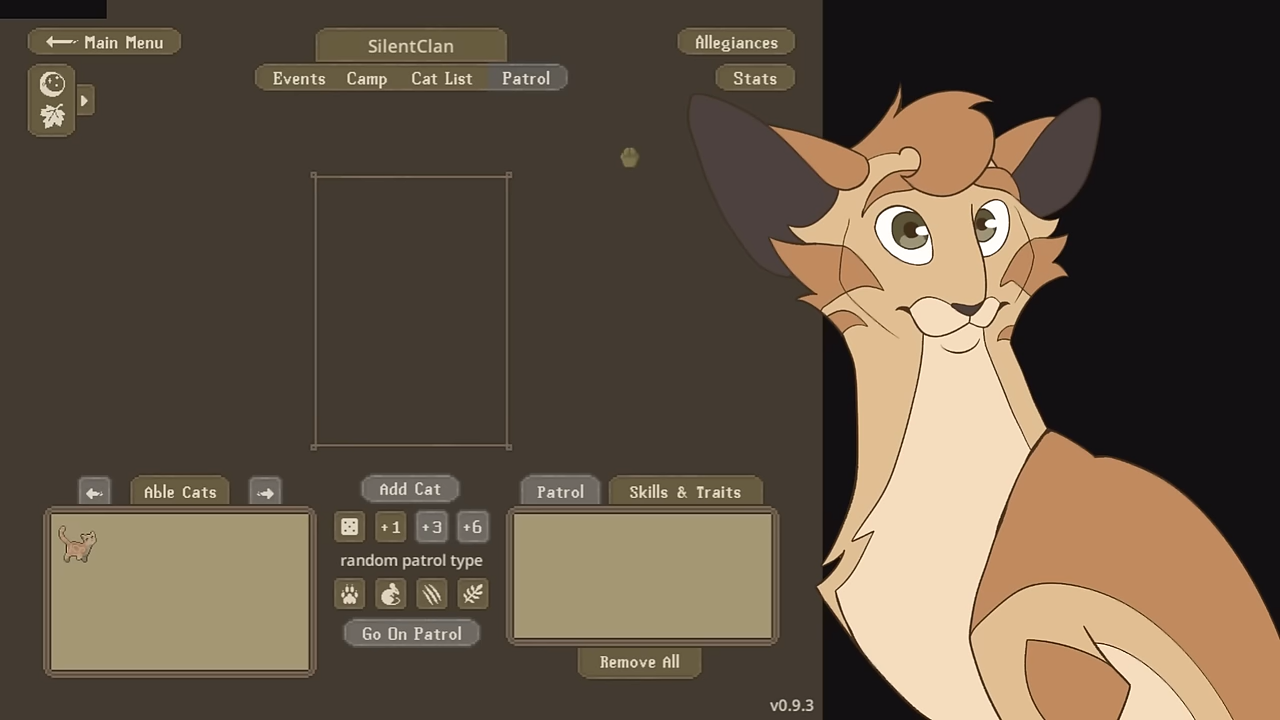 Main Menu
SilentClan
Allegiances
Events
Camp
Cat List
Patrol
Stats
Able Cats
Add Cat
Patrol
Skills & Traits
+1
+3
+6
random patrol type
Go On Patrol
Remove All
v0.9.3